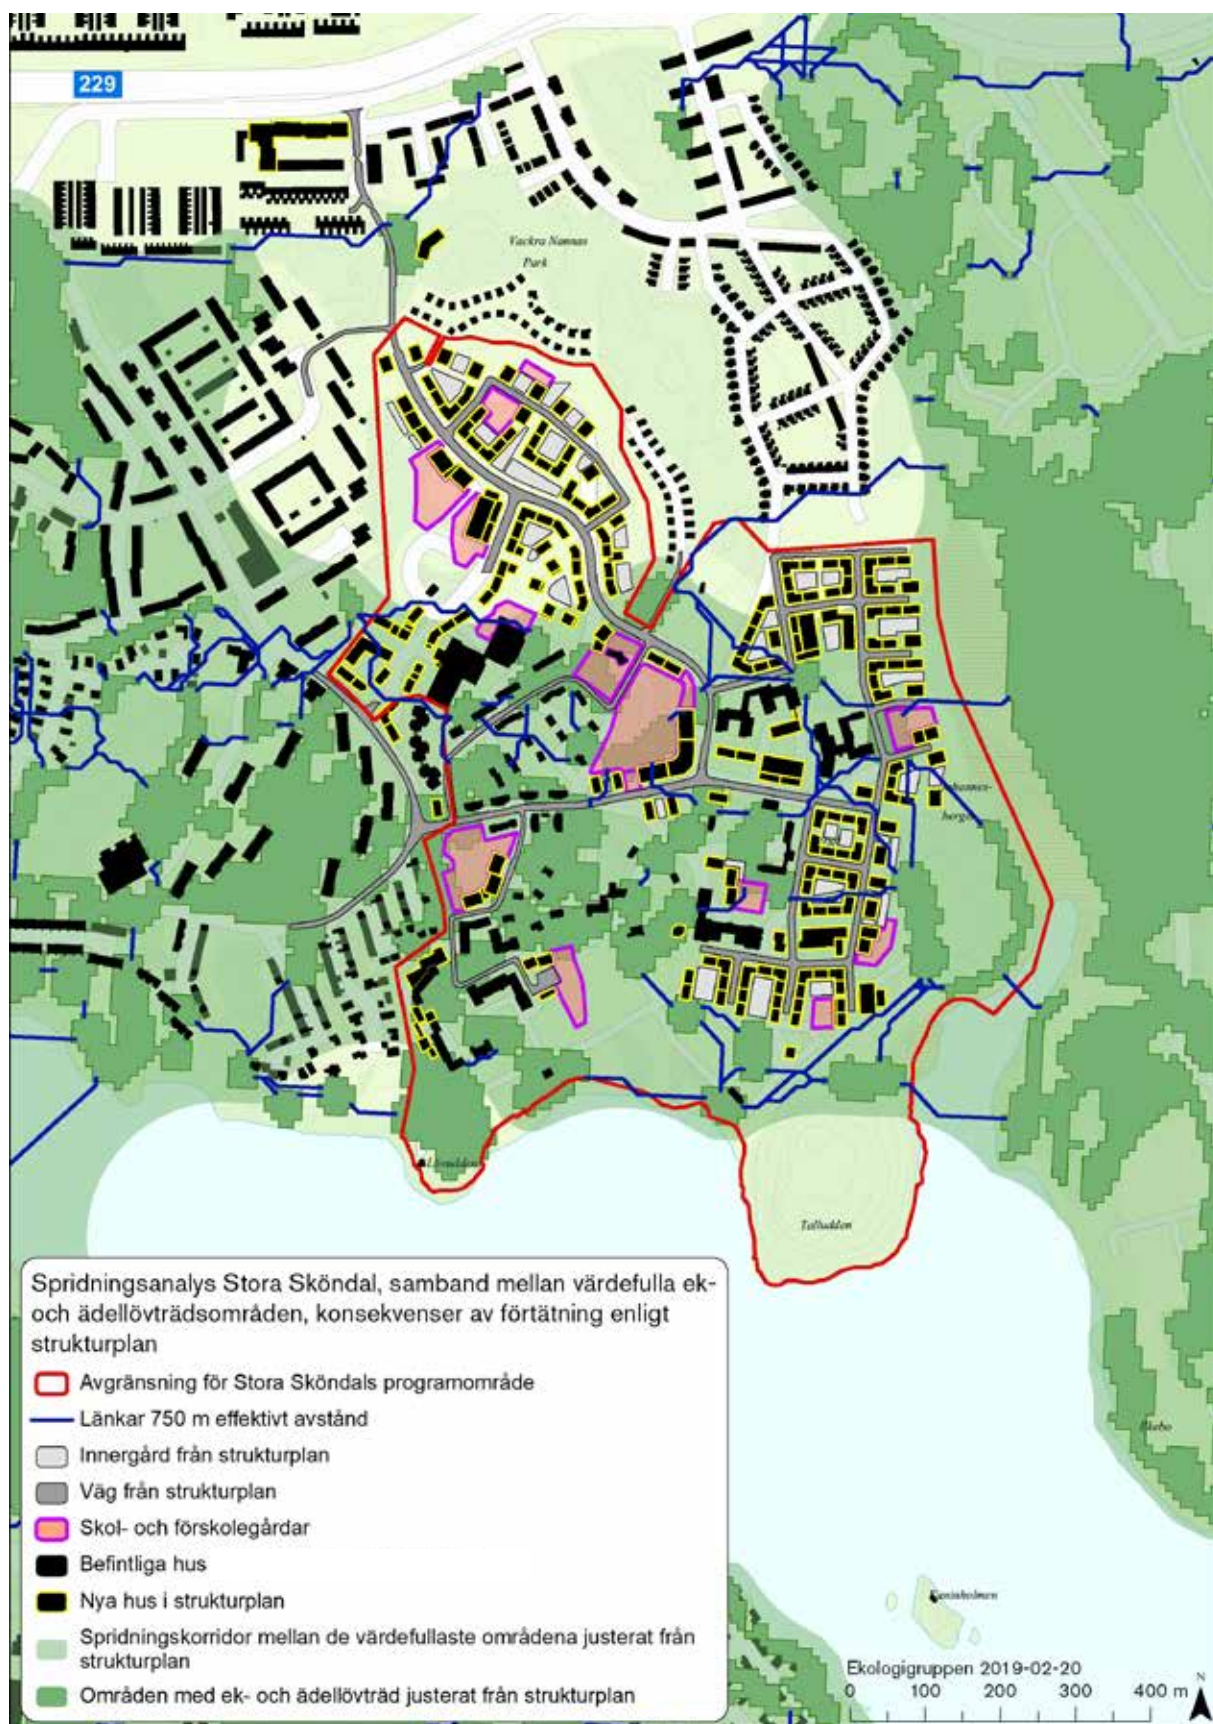 229
Vackra Nannas
Park
Talludden
Spridningsanalys Stora Sköndal, samband mellan värdefulla ek-
och ädellövträdsområden, konsekvenser av förtätning enligt
strukturplan
Avgränsning för Stora Sköndals programområde
Länkar 750 m effektivt avstånd
Innergård från strukturplan
Väg från strukturplan
Skol- och förskolegårdar
Befintliga hus
Nya hus i strukturplan
Spridningskorridor mellan de värdefullaste områdena justerat från
strukturplan
Områden med ek- och ädellövträd justerat från strukturplan
Ekologigruppen 2019-02-20
N
0 100 200 300 400 m